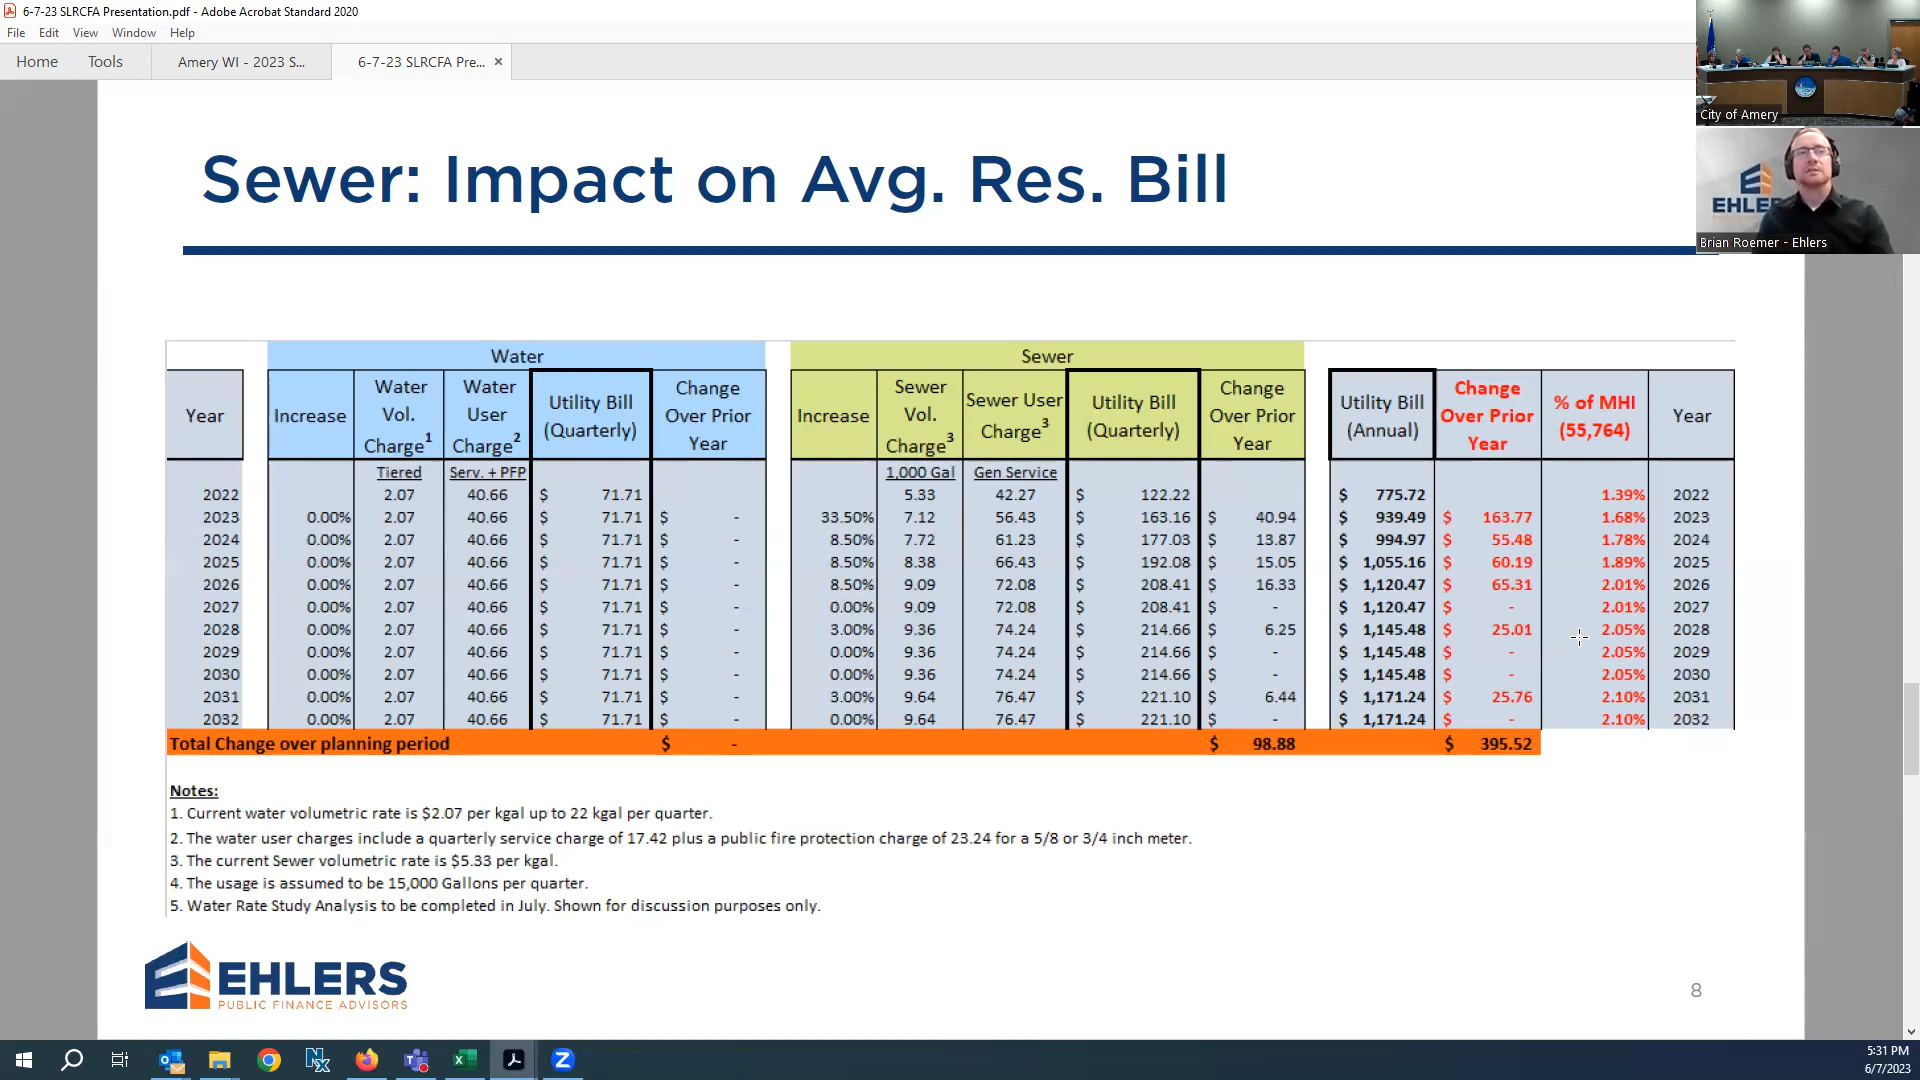 6-7-23 SLRCFA Presentation.pdf - Adobe Acrobat Standard 2020
File Edit View Window Help
Home Tools Amery WI - 2023 S... 6-7-23 SLRCFA Pre... ×
City of Amery
EHLE
Brian Roemer - Ehlers
Sewer: Impact on Avg. Res. Bill
Water Sewer
Year Increase Water Vol. Charge1 Water User Charge2 Utility Bill (Quarterly) Change Over Prior Year Increase Sewer Vol. Charge3 Sewer User Charge3 Utility Bill (Quarterly) Change Over Prior Year Utility Bill (Annual) Change Over Prior Year % of MHI (55,764) Year
Tiered Serv. + PFP 1,000 Gal Gen Service
2022 2.07 40.66 $ 71.71 5.33 42.27 $ 122.22 $ 775.72 1.39% 2022
2023 0.00% 2.07 40.66 $ 71.71 $ - 33.50% 7.12 56.43 $ 163.16 $ 40.94 $ 939.49 $ 163.77 1.68% 2023
2024 0.00% 2.07 40.66 $ 71.71 $ - 8.50% 7.72 61.23 $ 177.03 $ 13.87 $ 994.97 $ 55.48 1.78% 2024
2025 0.00% 2.07 40.66 $ 71.71 $ - 8.50% 8.38 66.43 $ 192.08 $ 15.05 $ 1,055.16 $ 60.19 1.89% 2025
2026 0.00% 2.07 40.66 $ 71.71 $ - 8.50% 9.09 72.08 $ 208.41 $ 16.33 $ 1,120.47 $ 65.31 2.01% 2026
2027 0.00% 2.07 40.66 $ 71.71 $ - 0.00% 9.09 72.08 $ 208.41 $ - $ 1,120.47 $ - 2.01% 2027
2028 0.00% 2.07 40.66 $ 71.71 $ - 3.00% 9.36 74.24 $ 214.66 $ 6.25 $ 1,145.48 $ 25.01 2.05% 2028
2029 0.00% 2.07 40.66 $ 71.71 $ - 0.00% 9.36 74.24 $ 214.66 $ - $ 1,145.48 $ - 2.05% 2029
2030 0.00% 2.07 40.66 $ 71.71 $ - 0.00% 9.36 74.24 $ 214.66 $ - $ 1,145.48 $ - 2.05% 2030
2031 0.00% 2.07 40.66 $ 71.71 $ - 3.00% 9.64 76.47 $ 221.10 $ 6.44 $ 1,171.24 $ 25.76 2.10% 2031
2032 0.00% 2.07 40.66 $ 71.71 $ - 0.00% 9.64 76.47 $ 221.10 $ - $ 1,171.24 $ - 2.10% 2032
Total Change over planning period $ - $ 98.88 $ 395.52
Notes:
1. Current water volumetric rate is $2.07 per kgal up to 22 kgal per quarter.
2. The water user charges include a quarterly service charge of 17.42 plus a public fire protection charge of 23.24 for a 5/8 or 3/4 inch meter.
3. The current Sewer volumetric rate is $5.33 per kgal.
4. The usage is assumed to be 15,000 Gallons per quarter.
5. Water Rate Study Analysis to be completed in July. Shown for discussion purposes only.
EHLERS
PUBLIC FINANCE ADVISORS
8
5:31 PM
6/7/2023